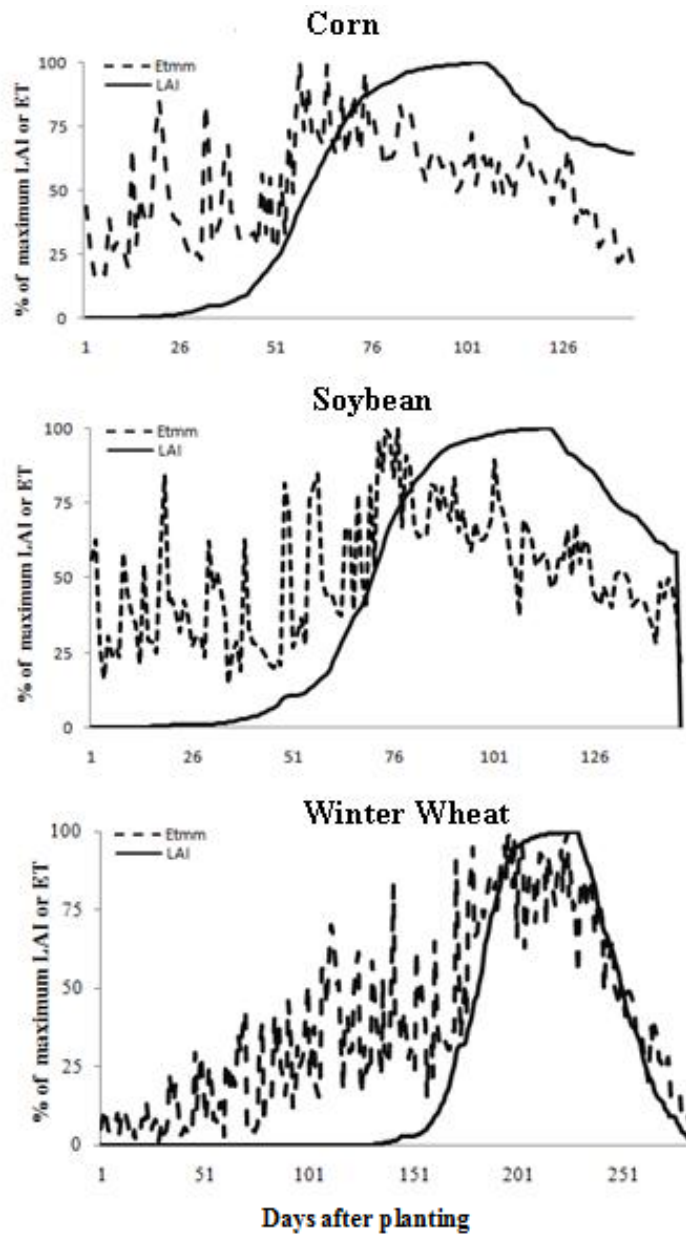 Corn
Etmm
LAI
% of maximum LAI or ET
100
75
50
25
0
1 26 51 76 101 126
Soybean
Etmm
LAI
% of maximum LAI or ET
100
75
50
25
0
1 26 51 76 101 126
Winter Wheat
Etmm
LAI
% of maximum LAI or ET
100
75
50
25
0
1 51 101 151 201 251
Days after planting